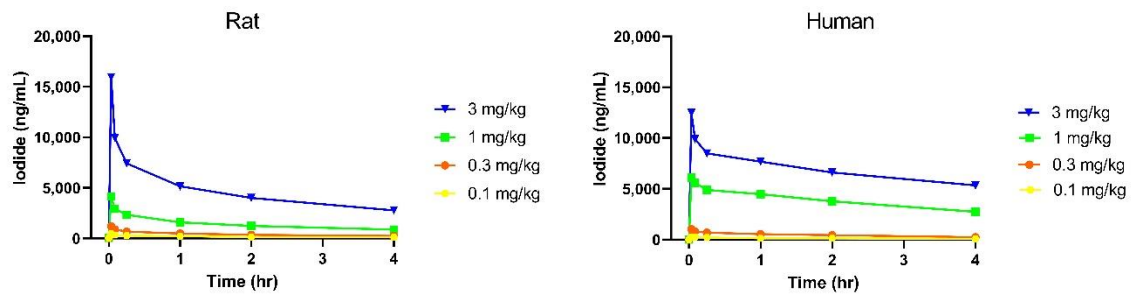 Rat
20,000
15,000
10,000
5,000
0
Iodide (ng/mL)
0 1 2 3 4
Time (hr)
3 mg/kg
1 mg/kg
0.3 mg/kg
0.1 mg/kg
Human
20,000
15,000
10,000
5,000
0
Iodide (ng/mL)
0 1 2 3 4
Time (hr)
3 mg/kg
1 mg/kg
0.3 mg/kg
0.1 mg/kg